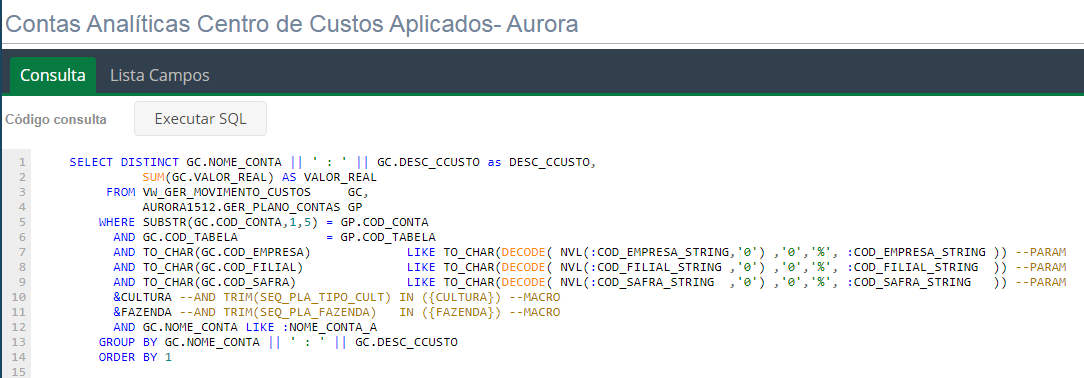 Contas Analíticas Centro de Custos Aplicados- Aurora
Consulta Lista Campos
Código consulta Executar SQL
1 SELECT DISTINCT GC.NOME_CONTA || ' : ' || GC.DESC_CCUSTO as DESC_CCUSTO,
2 SUM(GC.VALOR_REAL) AS VALOR_REAL
3 FROM VW_GER_MOVIMENTO_CUSTOS GC,
4 AURORA1512.GER_PLANO_CONTAS GP
5 WHERE SUBSTR(GC.COD_CONTA,1,5) = GP.COD_CONTA
6 AND GC.COD_TABELA = GP.COD_TABELA
7 AND TO_CHAR(GC.COD_EMPRESA) LIKE TO_CHAR(DECODE( NVL(:COD_EMPRESA_STRING,'0') ,'0','%', :COD_EMPRESA_STRING )) --PARAM
8 AND TO_CHAR(GC.COD_FILIAL) LIKE TO_CHAR(DECODE( NVL(:COD_FILIAL_STRING ,'0') ,'0','%', :COD_FILIAL_STRING )) --PARAM
9 AND TO_CHAR(GC.COD_SAFRA) LIKE TO_CHAR(DECODE( NVL(:COD_SAFRA_STRING ,'0') ,'0','%', :COD_SAFRA_STRING )) --PARAM
10 &CULTURA --AND TRIM(SEQ_PLA_TIPO_CULT) IN ({CULTURA}) --MACRO
11 &FAZENDA --AND TRIM(SEQ_PLA_FAZENDA) IN ({FAZENDA}) --MACRO
12 AND GC.NOME_CONTA LIKE :NOME_CONTA_A
13 GROUP BY GC.NOME_CONTA || ' : ' || GC.DESC_CCUSTO
14 ORDER BY 1
15